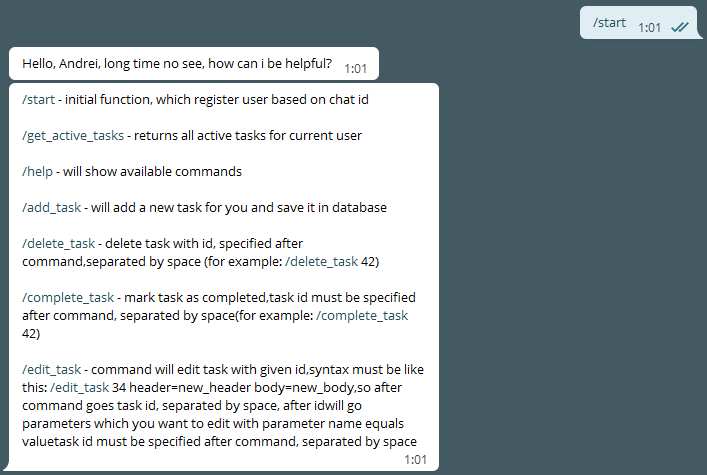 /start 1:01
Hello, Andrei, long time no see, how can i be helpful? 1:01
/start - initial function, which register user based on chat id
/get_active_tasks - returns all active tasks for current user
/help - will show available commands
/add_task - will add a new task for you and save it in database
/delete_task - delete task with id, specified after
command,separated by space (for example: /delete_task 42)
/complete_task - mark task as completed,task id must be specified
after command, separated by space(for example: /complete_task
42)
/edit_task - command will edit task with given id,syntax must be like
this: /edit_task 34 header=new_header body=new_body,so after
command goes task id, separated by space, after idwill go
parameters which you want to edit with parameter name equals
valuetask id must be specified after command, separated by space
1:01